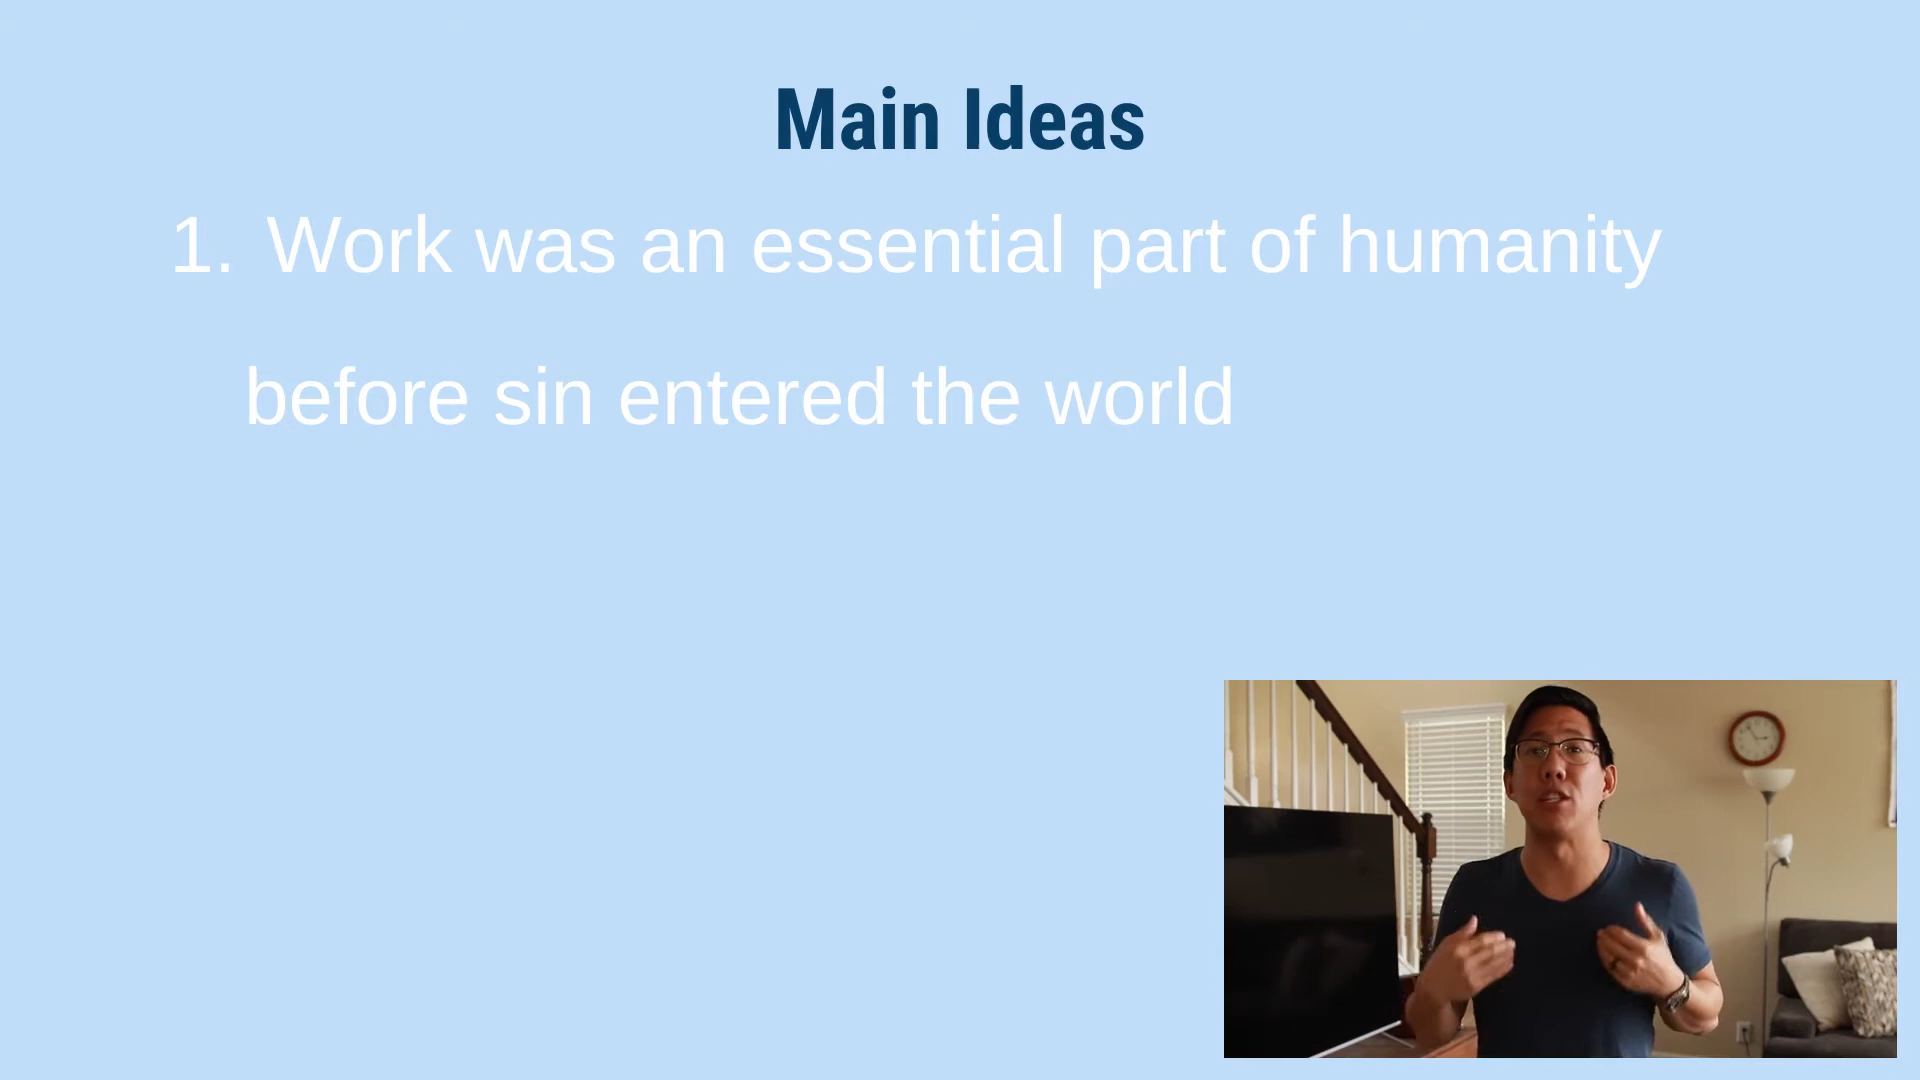 Main Ideas
1. Work was an essential part of humanity
before sin entered the world